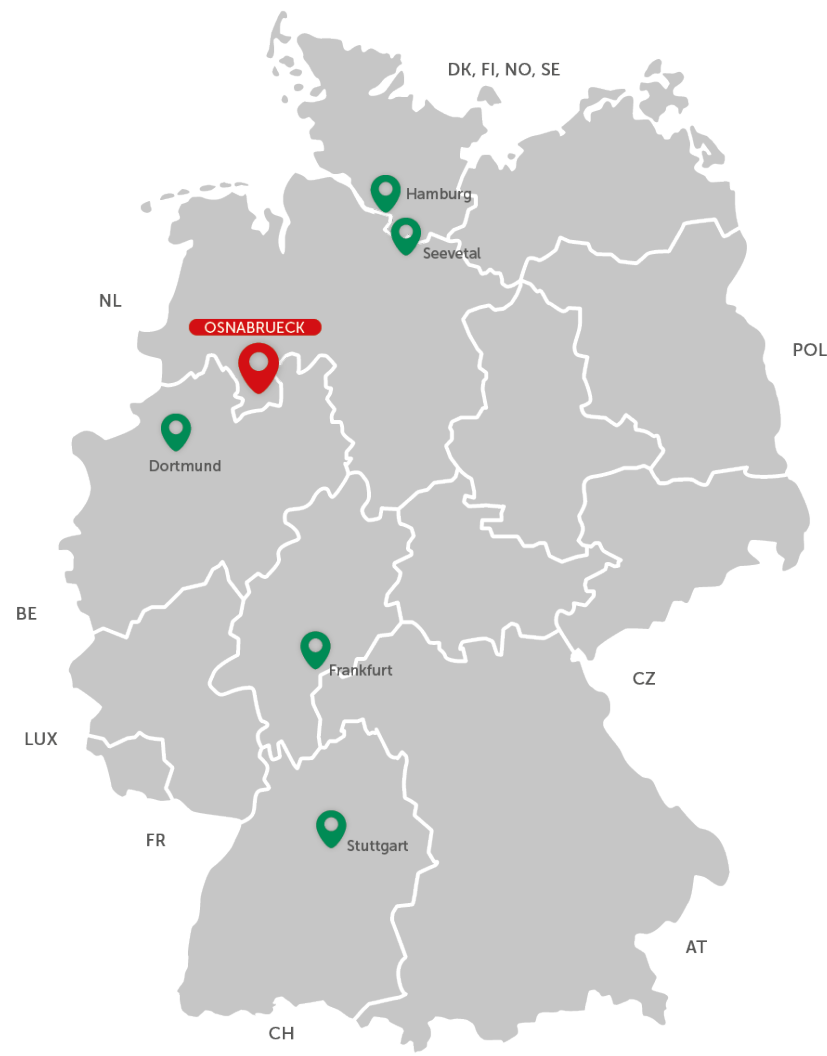 DK, FI, NO, SE
Hamburg
Seevetal
NL
OSNABRUECK
POL
Dortmund
BE
Frankfurt
CZ
LUX
FR
Stuttgart
AT
CH